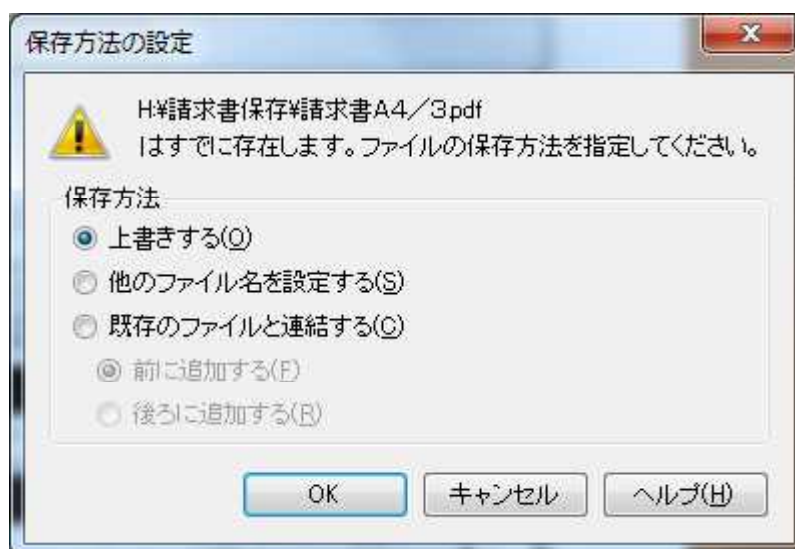 保存方法の設定
H:¥請求書保存¥請求書A4／3.pdf
はすでに存在します。ファイルの保存方法を指定してください。
保存方法
上書きする(O)
他のファイル名を設定する(S)
既存のファイルと連結する(C)
前に追加する(F)
後ろに追加する(R)
OK
キャンセル
ヘルプ(H)